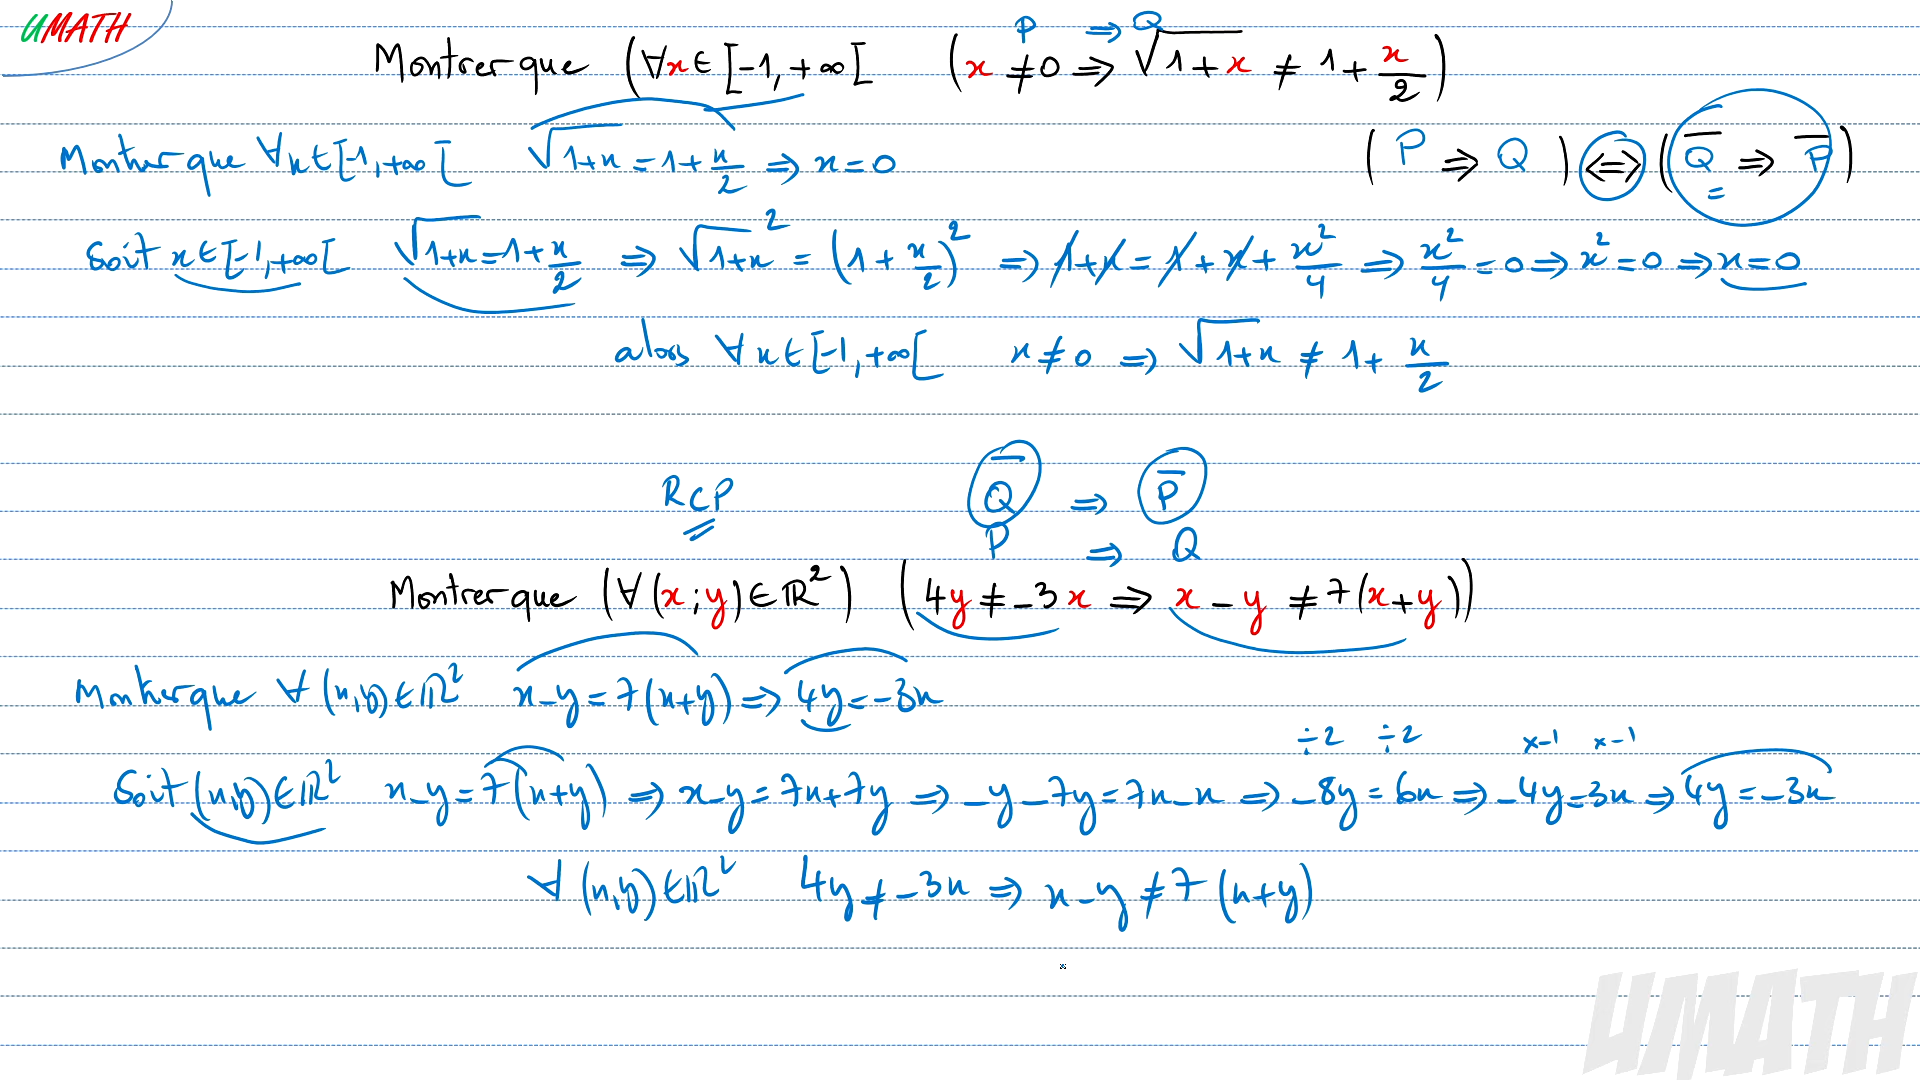 UMATH
P ⇒ Q
Montrer que (∀x∈[-1,+∞[ (x ≠ 0 ⇒ √(1+x) ≠ 1 + x/2)
Montrer que ∀x∈[-1,+∞[ √(1+x) = 1 + x/2 ⇒ x = 0
(P ⇒ Q) ⇔ (Q̅ ⇒ P̅)
Soit x∈[-1,+∞[ √(1+x) = 1 + x/2 ⇒ √(1+x)² = (1 + x/2)² ⇒ 1+x = 1+x+x²/4 ⇒ x²/4 = 0 ⇒ x² = 0 ⇒ x = 0
alors ∀x∈[-1,+∞[ x ≠ 0 ⇒ √(1+x) ≠ 1 + x/2
RCP Q̅ ⇒ P̅
P ⇒ Q
Montrer que (∀(x;y)∈ℝ²) (4y ≠ -3x ⇒ x - y ≠ 7(x+y))
Montrer que ∀(x,y)∈ℝ² x-y = 7(x+y) ⇒ 4y = -3x
÷2 ÷2 ×-1 ×-1
Soit (x,y)∈ℝ² x-y = 7(x+y) ⇒ x-y = 7x+7y ⇒ -y-7y = 7x-x ⇒ -8y = 6x ⇒ -4y = 3x ⇒ 4y = -3x
∀(x,y)∈ℝ² 4y ≠ -3x ⇒ x-y ≠ 7(x+y)
UMATH